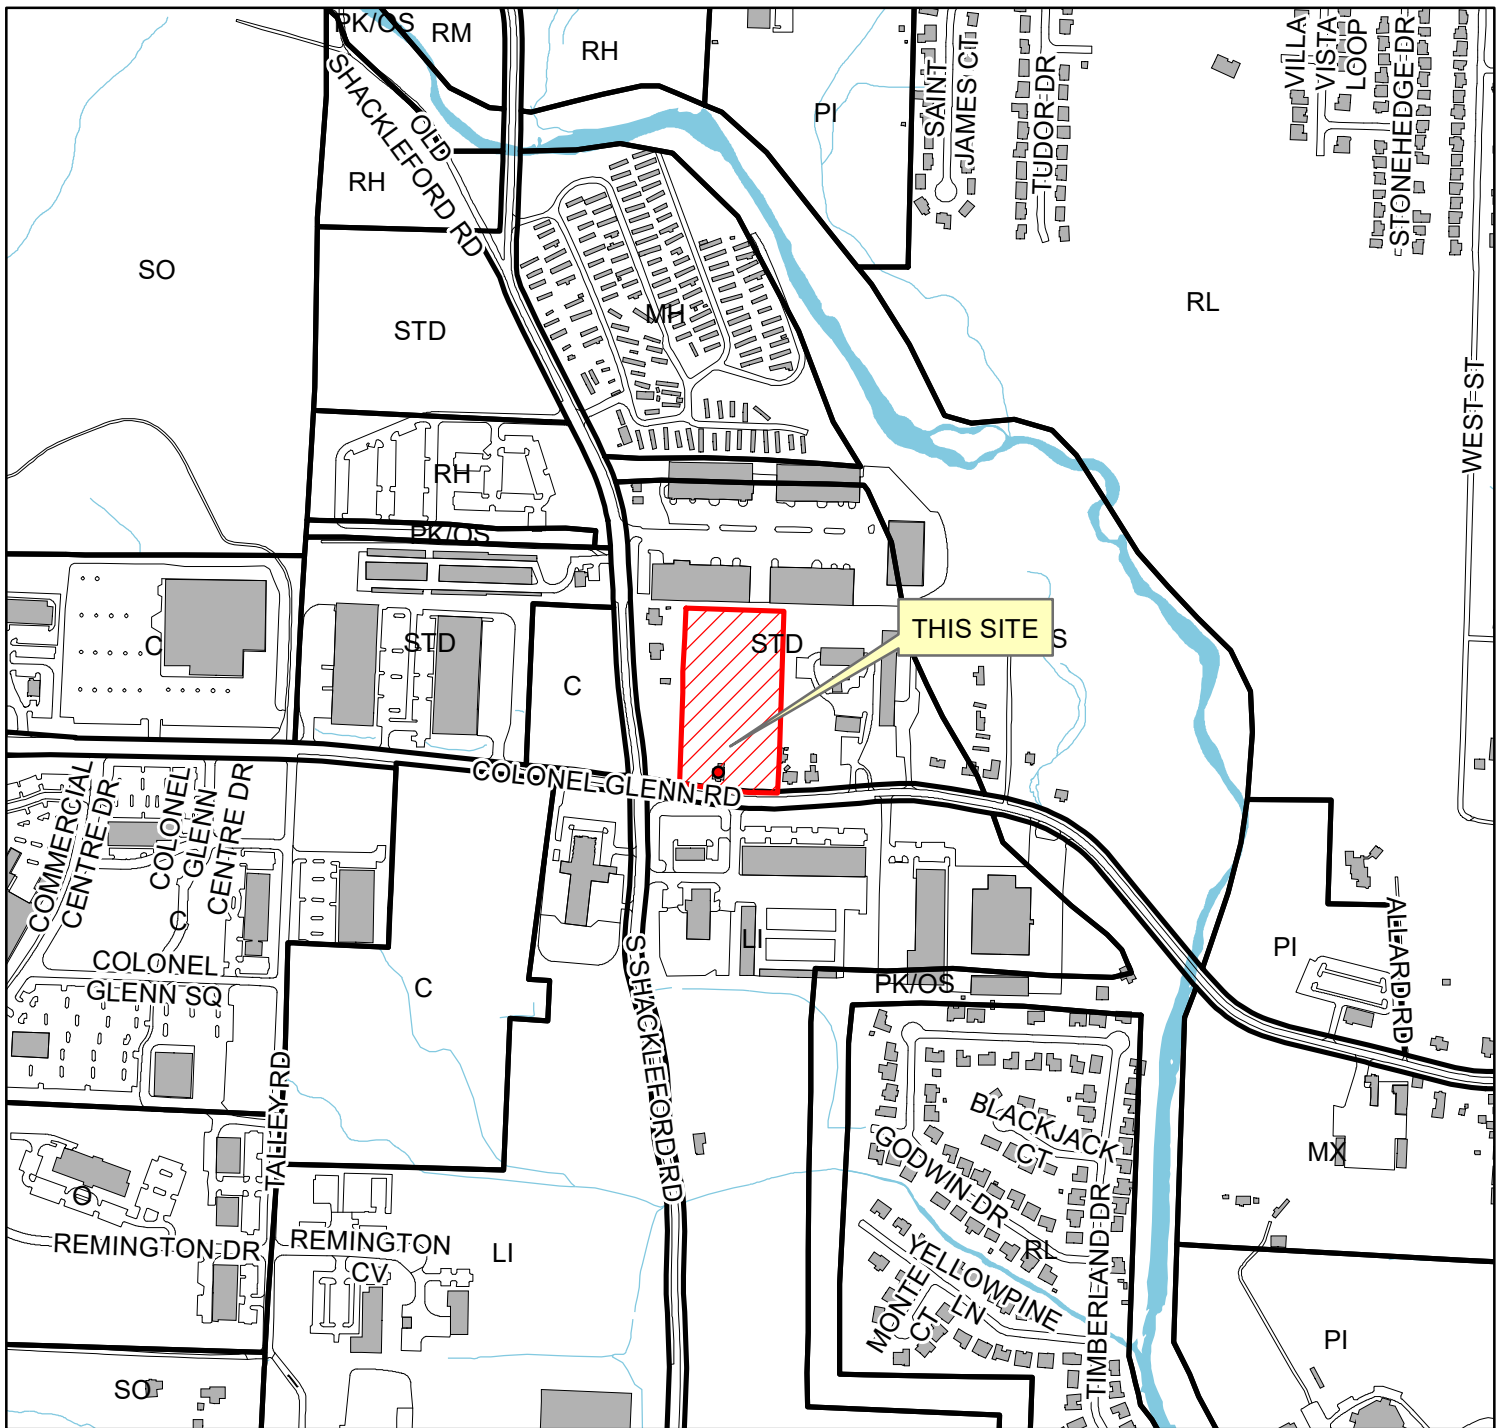 PK/OS
RM
RH
PI
SAINT
JAMES CT
TUDOR DR
VILLA
VISTA
LOOP
STONEHEDGE DR
OLD
SHACKLEFORD RD
RH
SO
STD
MH
RL
WEST ST
RH
PK/OS
C
STD
C
STD
THIS SITE
S
COLONEL GLENN RD
COMMERCIAL
CENTRE DR
COLONEL
GLENN
CENTRE DR
C
COLONEL
GLENN SQ
C
S SHACKLEFORD RD
LI
PK/OS
PI
ALLARD RD
TALLEY RD
BLACKJACK
CT
GODWIN DR
MX
O
REMINGTON DR
REMINGTON
CV
LI
RL
YELLOWPINE
LN
MONTE
CT
TIMBERLAND DR
PI
SO